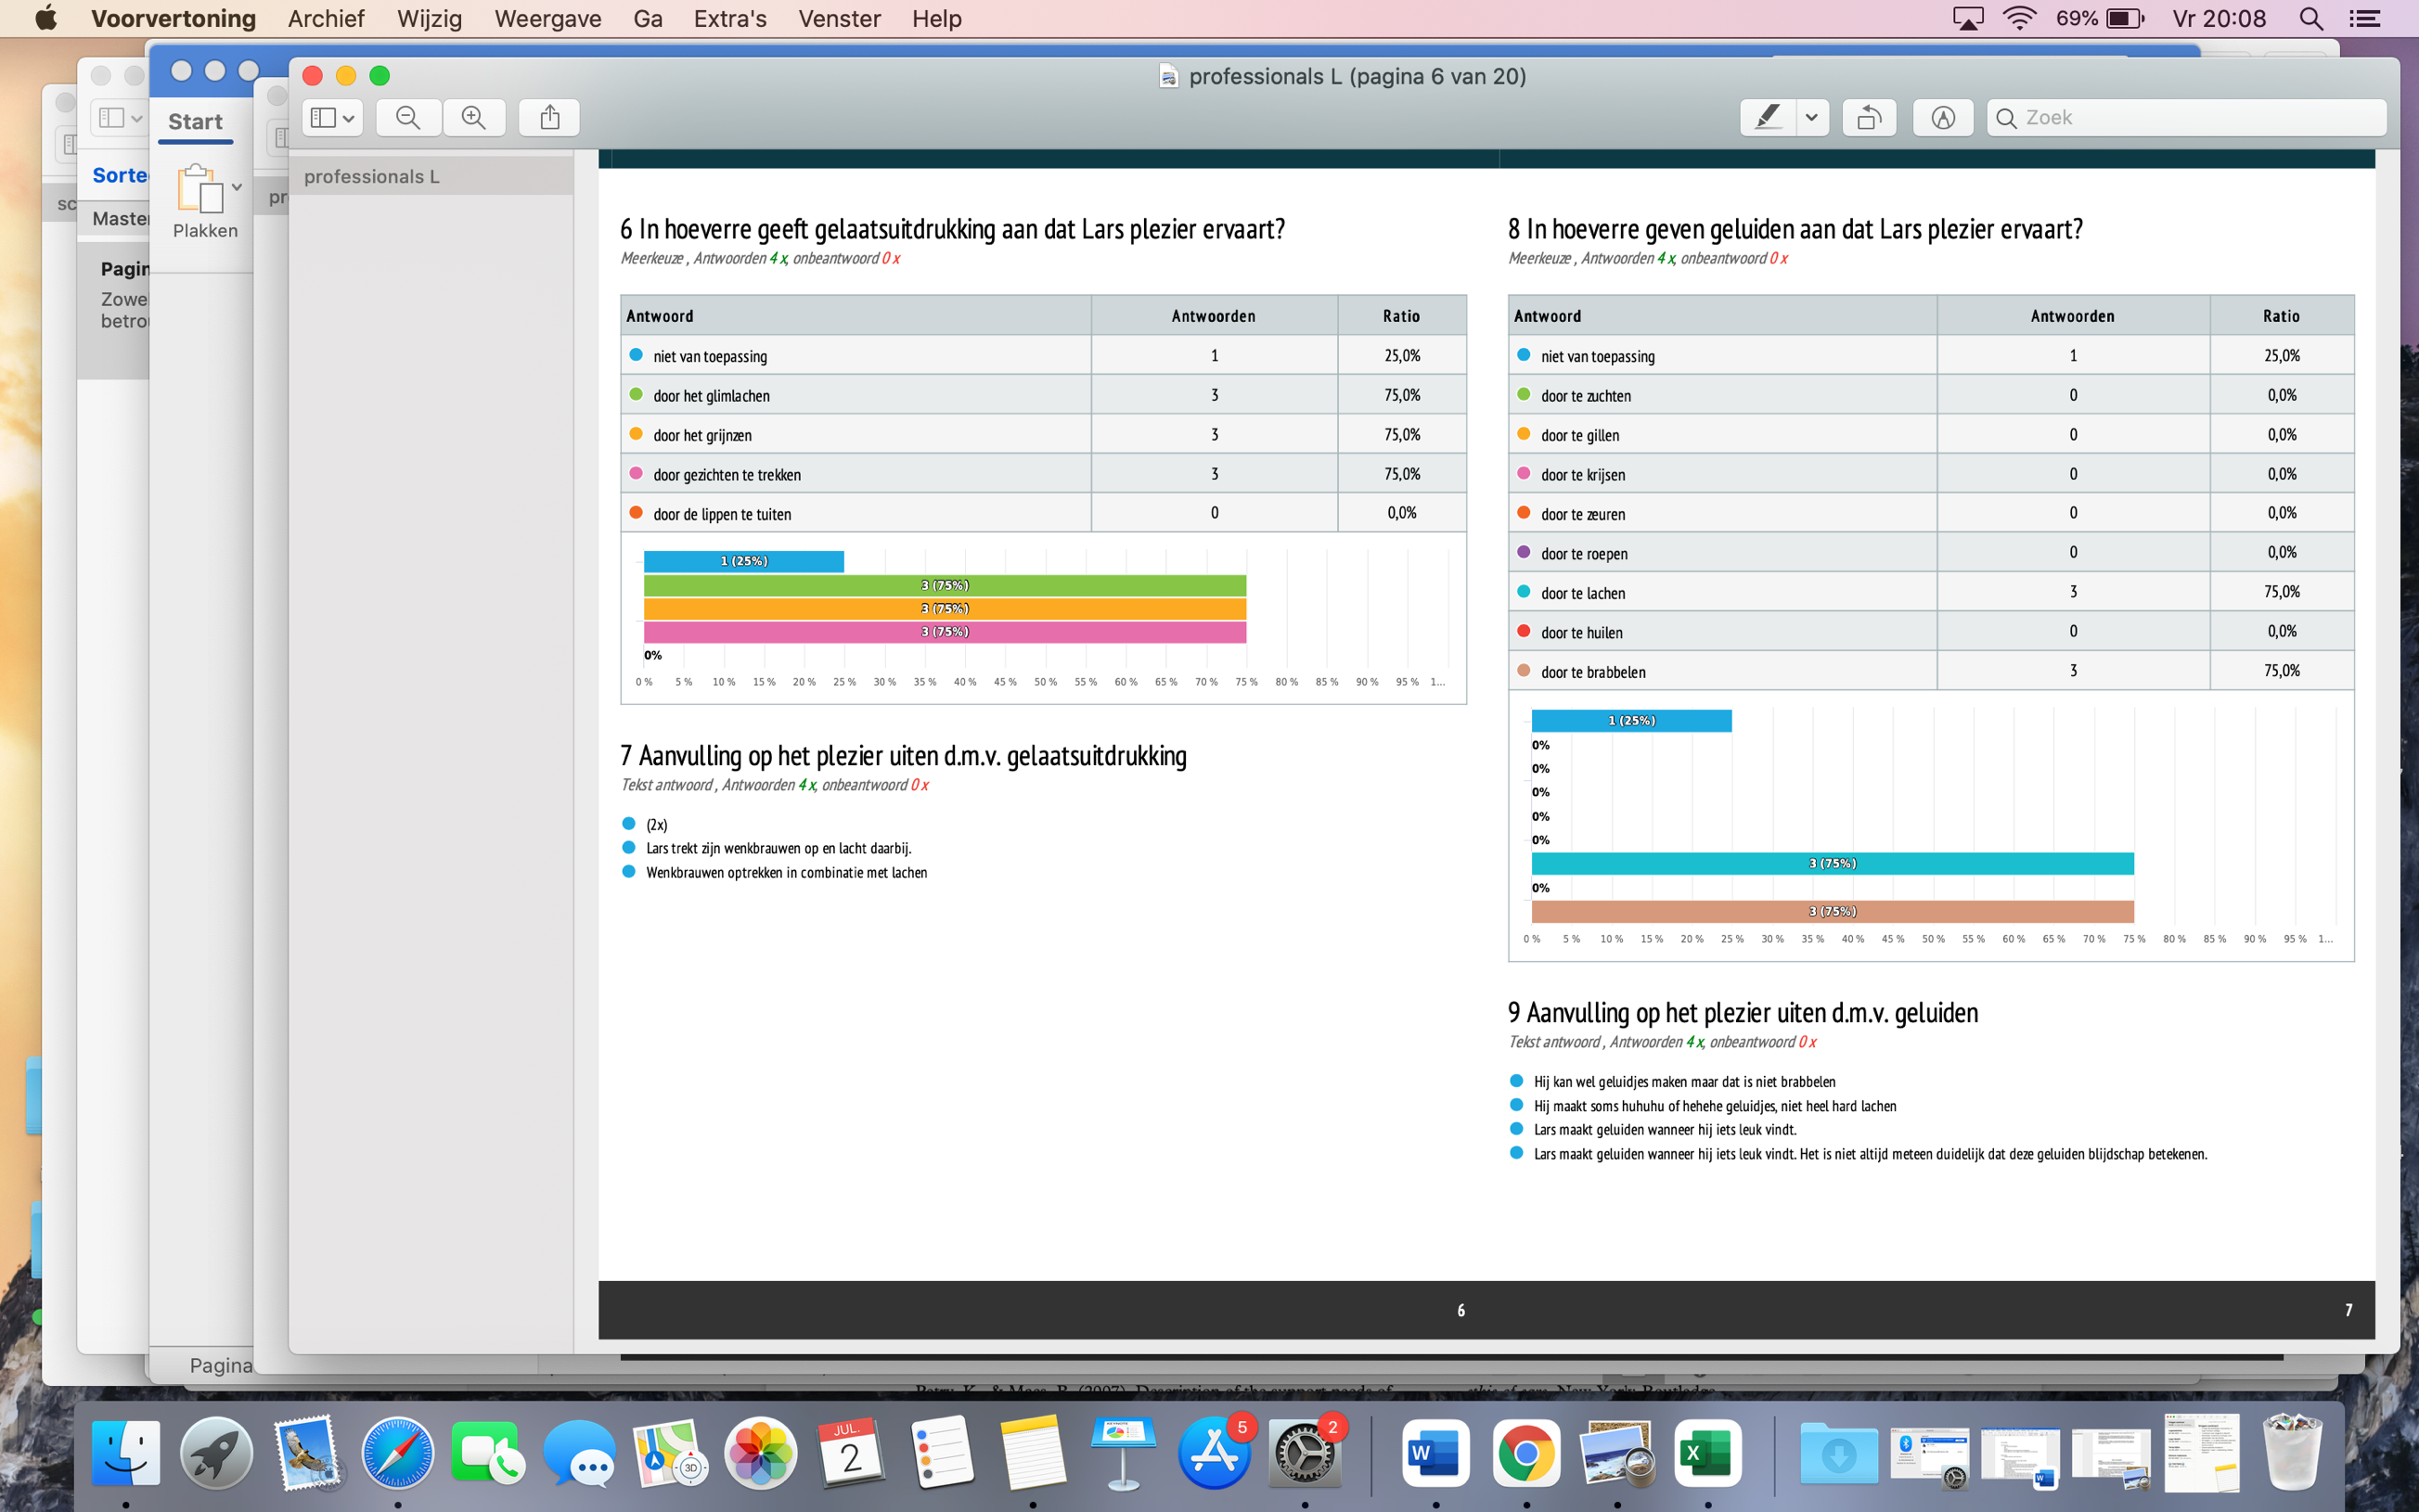 Voorvertoning Archief Wijzig Weergave Ga Extra's Venster Help 69% Vr 20:08
professionals L (pagina 6 van 20)
Zoek
Start
Plakken
Pagina
professionals L
6 In hoeverre geeft gelaatsuitdrukking aan dat Lars plezier ervaart?
Meerkeuze , Antwoorden 4 x, onbeantwoord 0 x
Antwoord Antwoorden Ratio
niet van toepassing 1 25,0%
door het glimlachen 3 75,0%
door het grijnzen 3 75,0%
door gezichten te trekken 3 75,0%
door de lippen te tuiten 0 0,0%
1 (25%)
3 (75%)
3 (75%)
3 (75%)
0%
0 % 5 % 10 % 15 % 20 % 25 % 30 % 35 % 40 % 45 % 50 % 55 % 60 % 65 % 70 % 75 % 80 % 85 % 90 % 95 % 1...
7 Aanvulling op het plezier uiten d.m.v. gelaatsuitdrukking
Tekst antwoord , Antwoorden 4 x, onbeantwoord 0 x
(2x)
Lars trekt zijn wenkbrauwen op en lacht daarbij.
Wenkbrauwen optrekken in combinatie met lachen
6
8 In hoeverre geven geluiden aan dat Lars plezier ervaart?
Meerkeuze , Antwoorden 4 x, onbeantwoord 0 x
Antwoord Antwoorden Ratio
niet van toepassing 1 25,0%
door te zuchten 0 0,0%
door te gillen 0 0,0%
door te krijsen 0 0,0%
door te zeuren 0 0,0%
door te roepen 0 0,0%
door te lachen 3 75,0%
door te huilen 0 0,0%
door te brabbelen 3 75,0%
1 (25%)
0%
0%
0%
0%
0%
3 (75%)
0%
3 (75%)
0 % 5 % 10 % 15 % 20 % 25 % 30 % 35 % 40 % 45 % 50 % 55 % 60 % 65 % 70 % 75 % 80 % 85 % 90 % 95 % 1...
9 Aanvulling op het plezier uiten d.m.v. geluiden
Tekst antwoord , Antwoorden 4 x, onbeantwoord 0 x
Hij kan wel geluidjes maken maar dat is niet brabbelen
Hij maakt soms huhuhu of hehehe geluidjes, niet heel hard lachen
Lars maakt geluiden wanneer hij iets leuk vindt.
Lars maakt geluiden wanneer hij iets leuk vindt. Het is niet altijd meteen duidelijk dat deze geluiden blijdschap betekenen.
7
JUL.
2
3D
5
2
W
X